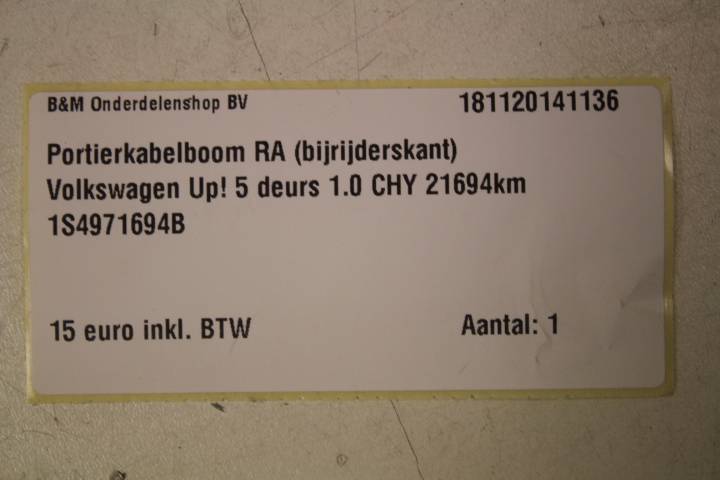 B&M Onderdelenshop BV 181120141136
Portierkabelboom RA (bijrijderskant)
Volkswagen Up! 5 deurs 1.0 CHY 21694km
1S4971694B
15 euro inkl. BTW Aantal: 1